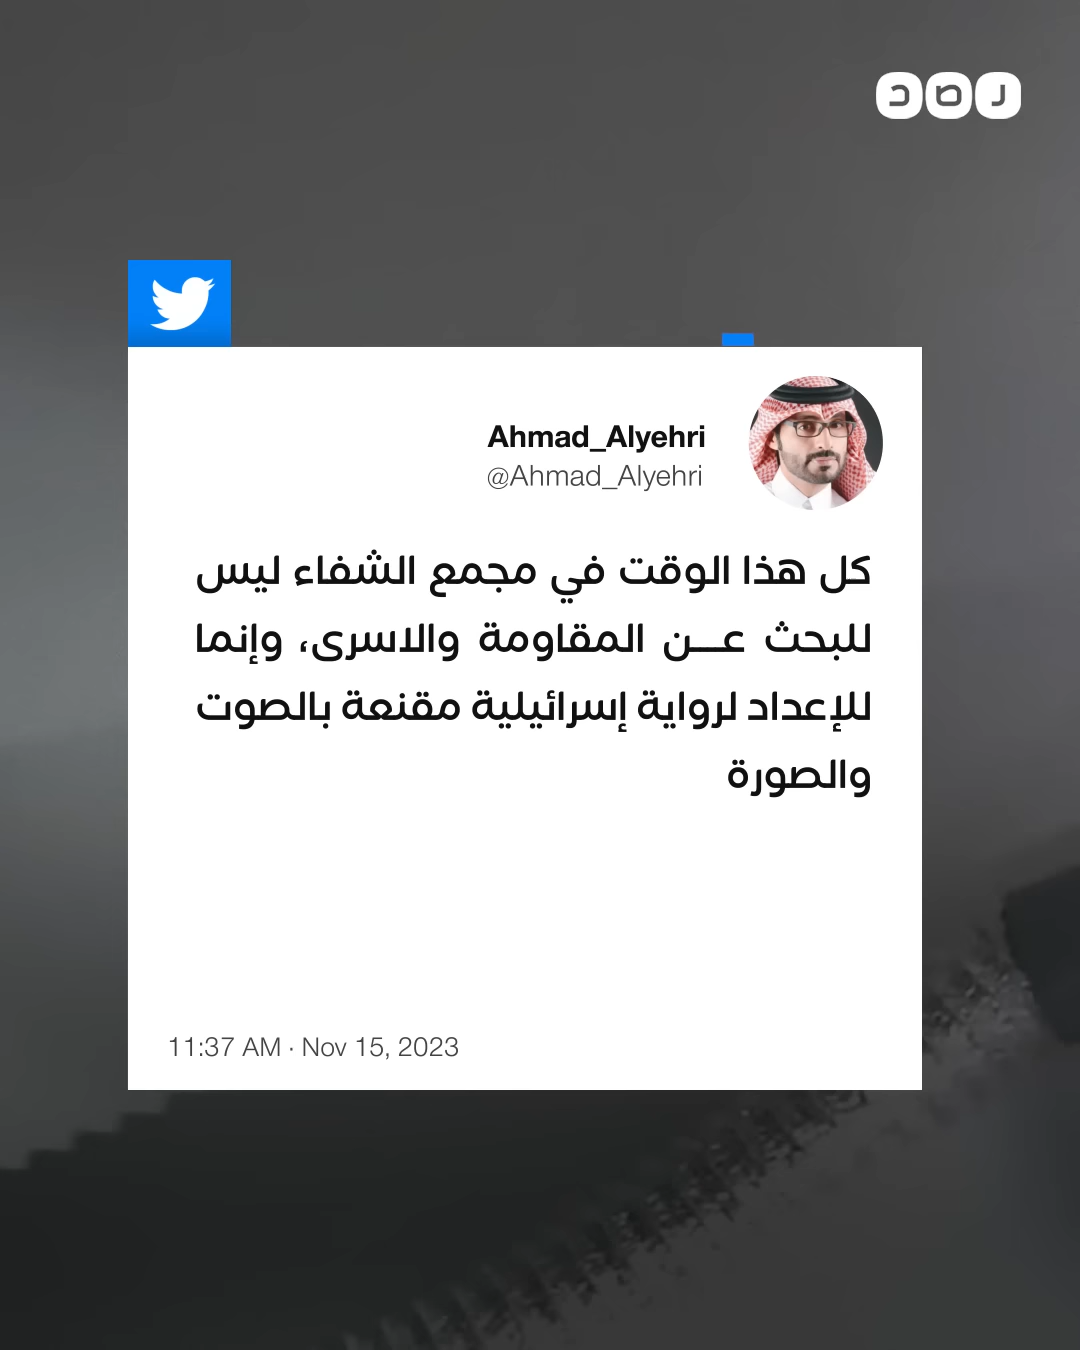 رصد
Ahmad_Alyehri
@Ahmad_Alyehri
كل هذا الوقت في مجمع الشفاء ليس
للبحث عـــن المقاومة والاسرى، وإنما
للإعداد لرواية إسرائيلية مقنعة بالصوت
والصورة
11:37 AM · Nov 15, 2023